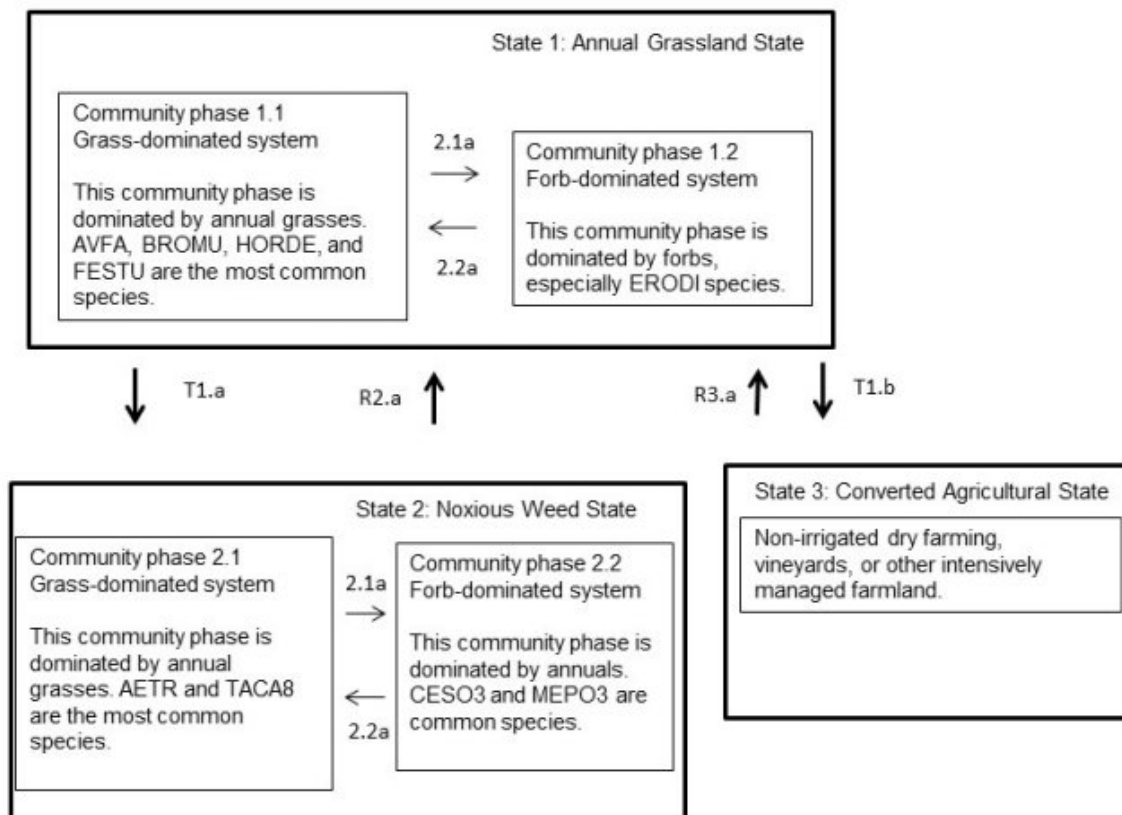 State 1: Annual Grassland State
Community phase 1.1
Grass-dominated system
This community phase is
dominated by annual grasses.
AVFA, BROMU, HORDE, and
FESTU are the most common
species.
2.1a
2.2a
Community phase 1.2
Forb-dominated system
This community phase is
dominated by forbs,
especially ERODI species.
T1.a
R2.a
R3.a
T1.b
State 2: Noxious Weed State
Community phase 2.1
Grass-dominated system
This community phase is
dominated by annual
grasses. AETR and TACA8
are the most common
species.
2.1a
2.2a
Community phase 2.2
Forb-dominated system
This community phase is
dominated by annuals.
CESO3 and MEPO3 are
common species.
State 3: Converted Agricultural State
Non-irrigated dry farming,
vineyards, or other intensively
managed farmland.